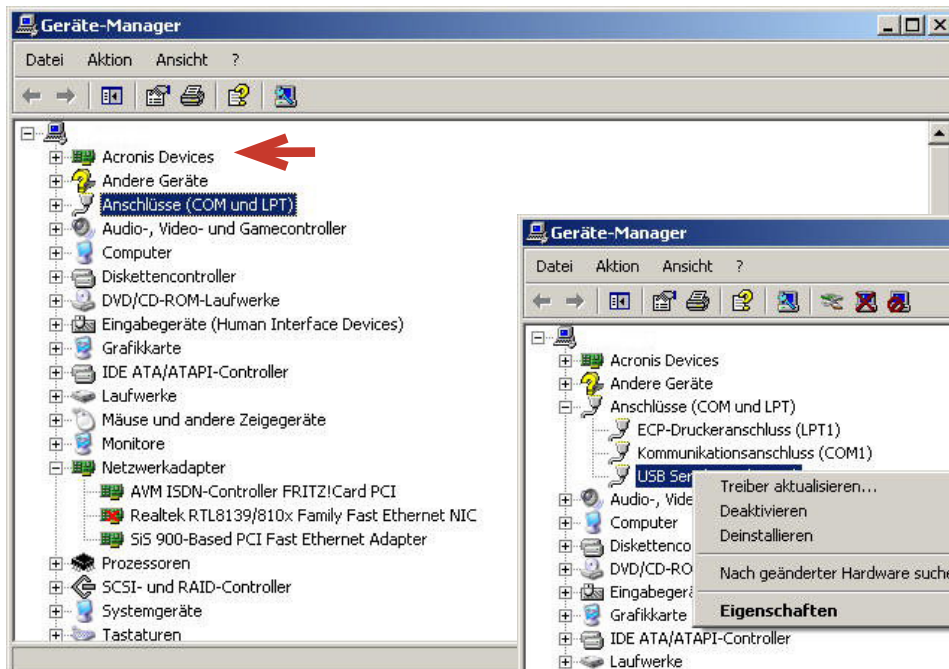 Geräte-Manager
Datei Aktion Ansicht ?
Acronis Devices
Andere Geräte
Anschlüsse (COM und LPT)
Audio-, Video- und Gamecontroller
Computer
Diskettencontroller
DVD/CD-ROM-Laufwerke
Eingabegeräte (Human Interface Devices)
Grafikkarte
IDE ATA/ATAPI-Controller
Laufwerke
Mäuse und andere Zeigegeräte
Monitore
Netzwerkadapter
AVM ISDN-Controller FRITZ!Card PCI
Realtek RTL8139/810x Family Fast Ethernet NIC
SiS 900-Based PCI Fast Ethernet Adapter
Prozessoren
SCSI- und RAID-Controller
Systemgeräte
Tastaturen
Geräte-Manager
Datei Aktion Ansicht ?
Acronis Devices
Andere Geräte
Anschlüsse (COM und LPT)
ECP-Druckeranschluss (LPT1)
Kommunikationsanschluss (COM1)
USB Ser
Audio-, Vide
Computer
Diskettenco
DVD/CD-RO
Eingabeger
Grafikkarte
IDE ATA/ATAPI-Controller
Laufwerke
Treiber aktualisieren...
Deaktivieren
Deinstallieren
Nach geänderter Hardware suche
Eigenschaften